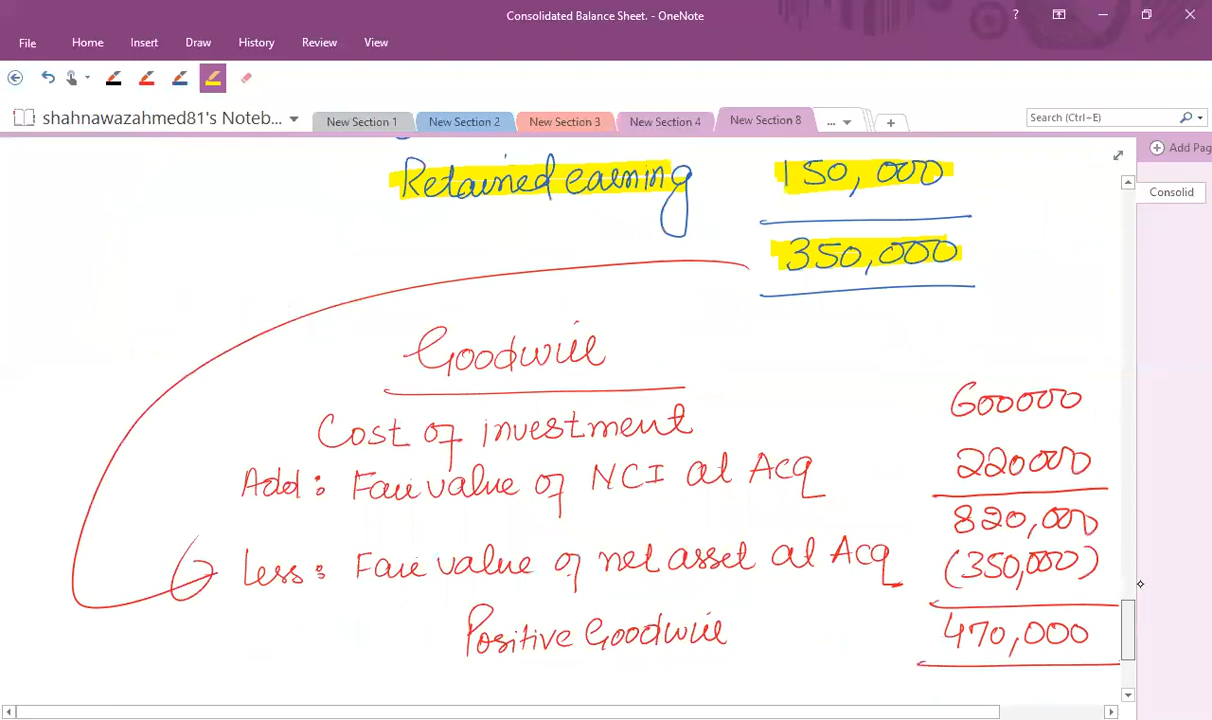 Consolidated Balance Sheet. - OneNote
?
File Home Insert Draw History Review View
shahnawazahmed81's Noteb...
New Section 1 New Section 2 New Section 3 New Section 4 New Section 8 ... +
Search (Ctrl+E)
Add Pag
Consolid
Retained earning 150,000
350,000
Goodwill
Cost of investment 600000
Add: Fair value of NCI at Acq 220000
820,000
Less: Fair value of net asset at Acq (350,000)
Positive Goodwill 470,000